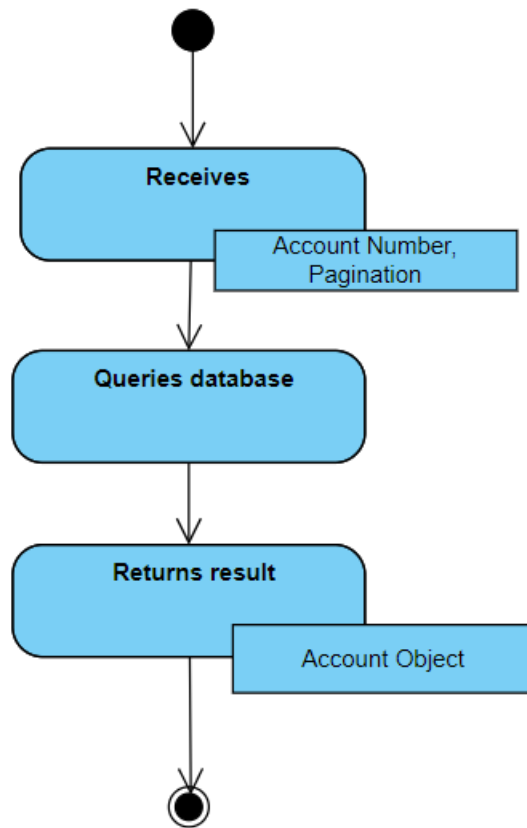 Receives
Account Number,
Pagination
Queries database
Returns result
Account Object